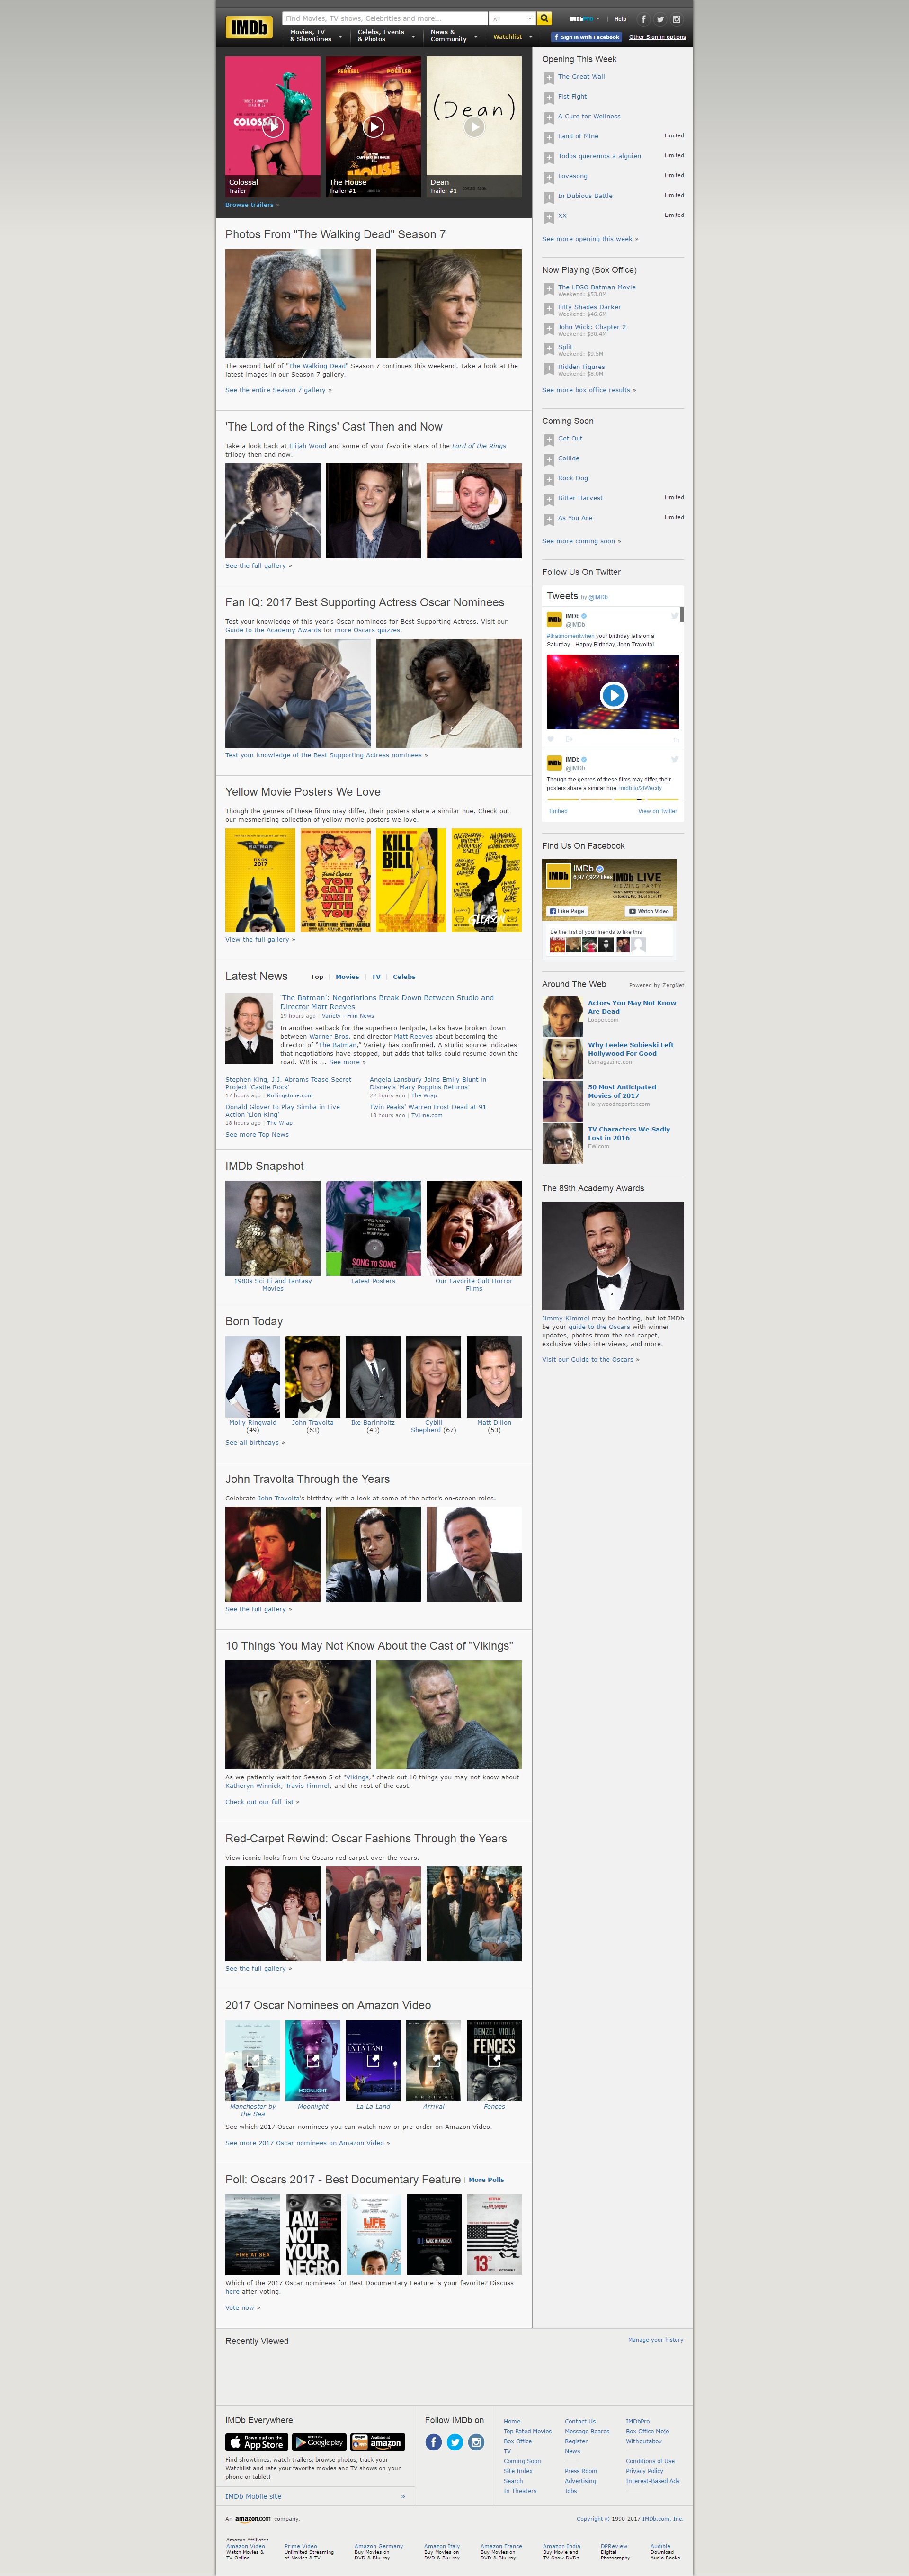 IMDb
Find Movies, TV shows, Celebrities and more...
All
IMDbPro
Help
Movies, TV
& Showtimes
Celebs, Events
& Photos
News &
Community
Watchlist
Sign in with Facebook
Other Sign in options
COLOSSAL
Colossal
Trailer
FERRELL
POEHLER
The HOUSE
The House
Trailer #1
(Dean)
Dean
Trailer #1
Browse trailers »
Photos From "The Walking Dead" Season 7
The second half of "The Walking Dead" Season 7 continues this weekend. Take a look at the
latest images in our Season 7 gallery.
See the entire Season 7 gallery »
'The Lord of the Rings' Cast Then and Now
Take a look back at Elijah Wood and some of your favorite stars of the Lord of the Rings
trilogy then and now.
See the full gallery »
Fan IQ: 2017 Best Supporting Actress Oscar Nominees
Test your knowledge of this year's Oscar nominees for Best Supporting Actress. Visit our
Guide to the Academy Awards for more Oscars quizzes.
Test your knowledge of the Best Supporting Actress nominees »
Yellow Movie Posters We Love
Though the genres of these films may differ, their posters share a similar hue. Check out
our mesmerizing collection of yellow movie posters we love.
BATMAN
2017
YOU
CAN'T
TAKE IT
WITH
YOU
KILL
BILL
GLEASON
View the full gallery »
Latest News
Top | Movies | TV | Celebs
'The Batman': Negotiations Break Down Between Studio and
Director Matt Reeves
19 hours ago | Variety - Film News
In another setback for the superhero tentpole, talks have broken down
between Warner Bros. and director Matt Reeves about becoming the
director of "The Batman," Variety has confirmed. A studio source indicates
that negotiations have stopped, but adds that talks could resume down the
road. WB is ... See more »
Stephen King, J.J. Abrams Tease Secret
Project 'Castle Rock'
17 hours ago | Rollingstone.com
Angela Lansbury Joins Emily Blunt in
Disney's 'Mary Poppins Returns'
22 hours ago | The Wrap
Donald Glover to Play Simba in Live
Action 'Lion King'
16 hours ago | The Wrap
Twin Peaks' Warren Frost Dead at 91
18 hours ago | TVLine.com
See more Top News
IMDb Snapshot
SONG TO SONG
1980s Sci-Fi and Fantasy
Movies
Latest Posters
Our Favorite Cult Horror
Films
Born Today
Molly Ringwald
(49)
John Travolta
(63)
Ike Barinholtz
(40)
Cybill
Shepherd (67)
Matt Dillon
(53)
See all birthdays »
John Travolta Through the Years
Celebrate John Travolta's birthday with a look at some of the actor's on-screen roles.
See the full gallery »
10 Things You May Not Know About the Cast of "Vikings"
As we patiently wait for Season 5 of "Vikings," check out 10 things you may not know about
Katheryn Winnick, Travis Fimmel, and the rest of the cast.
Check out our full list »
Red-Carpet Rewind: Oscar Fashions Through the Years
View iconic looks from the Oscars red carpet over the years.
See the full gallery »
2017 Oscar Nominees on Amazon Video
MOONLIGHT
LA LA LAND
ARRIVAL
DENZEL VIOLA
FENCES
Manchester by
the Sea
Moonlight
La La Land
Arrival
Fences
See which 2017 Oscar nominees you can watch now or pre-order on Amazon Video.
See more 2017 Oscar nominees on Amazon Video »
Poll: Oscars 2017 - Best Documentary Feature | More Polls
FIRE AT SEA
I AM
NOT
YOUR
NEGRO
LIFE
ANIMATED
MADE IN AMERICA
NETFLIX
13TH
Which of the 2017 Oscar nominees for Best Documentary Feature is your favorite? Discuss
here after voting.
Vote now »
Opening This Week
The Great Wall
Fist Fight
A Cure for Wellness
Land of Mine
Limited
Todos queremos a alguien
Limited
Lovesong
Limited
In Dubious Battle
Limited
XX
Limited
See more opening this week »
Now Playing (Box Office)
The LEGO Batman Movie
Weekend: $53.0M
Fifty Shades Darker
Weekend: $46.6M
John Wick: Chapter 2
Weekend: $30.4M
Split
Weekend: $9.5M
Hidden Figures
Weekend: $8.0M
See more box office results »
Coming Soon
Get Out
Collide
Rock Dog
Bitter Harvest
Limited
As You Are
Limited
See more coming soon »
Follow Us On Twitter
Tweets by @IMDb
IMDb
@IMDb
#thatmomentwhen your birthday falls on a
Saturday... Happy Birthday, John Travolta!
IMDb
@IMDb
Though the genres of these films may differ, their
posters share a similar hue. imdb.to/2lWecdy
Embed
View on Twitter
Find Us On Facebook
IMDb
IMDb
6,977,922 likes
IMDb LIVE
VIEWING PARTY
Like Page
Watch Video
Be the first of your friends to like this
Around The Web
Powered by ZergNet
Actors You May Not Know
Are Dead
Looper.com
Why Leelee Sobieski Left
Hollywood For Good
Usmagazine.com
50 Most Anticipated
Movies of 2017
Hollywoodreporter.com
TV Characters We Sadly
Lost in 2016
EW.com
The 89th Academy Awards
Jimmy Kimmel may be hosting, but let IMDb
be your guide to the Oscars with winner
updates, photos from the red carpet,
exclusive video interviews, and more.
Visit our Guide to the Oscars »
Recently Viewed
Manage your history
IMDb Everywhere
Download on the
App Store
Google play
Available at
amazon
Find showtimes, watch trailers, browse photos, track your
Watchlist and rate your favorite movies and TV shows on your
phone or tablet!
IMDb Mobile site »
Follow IMDb on
Home
Top Rated Movies
Box Office
TV
Coming Soon
Site Index
Search
In Theaters
Contact Us
Message Boards
Register
News
Press Room
Advertising
Jobs
IMDbPro
Box Office Mojo
Withoutabox
Conditions of Use
Privacy Policy
Interest-Based Ads
An amazon.com company.
Copyright © 1990-2017 IMDb.com, Inc.
Amazon Affiliates
Amazon Video
Watch Movies &
TV Online
Prime Video
Unlimited Streaming
of Movies & TV
Amazon Germany
Buy Movies on
DVD & Blu-ray
Amazon Italy
Buy Movies on
DVD & Blu-ray
Amazon France
Buy Movies on
DVD & Blu-ray
Amazon India
Buy Movie and
TV Show DVDs
DPReview
Digital
Photography
Audible
Download
Audio Books